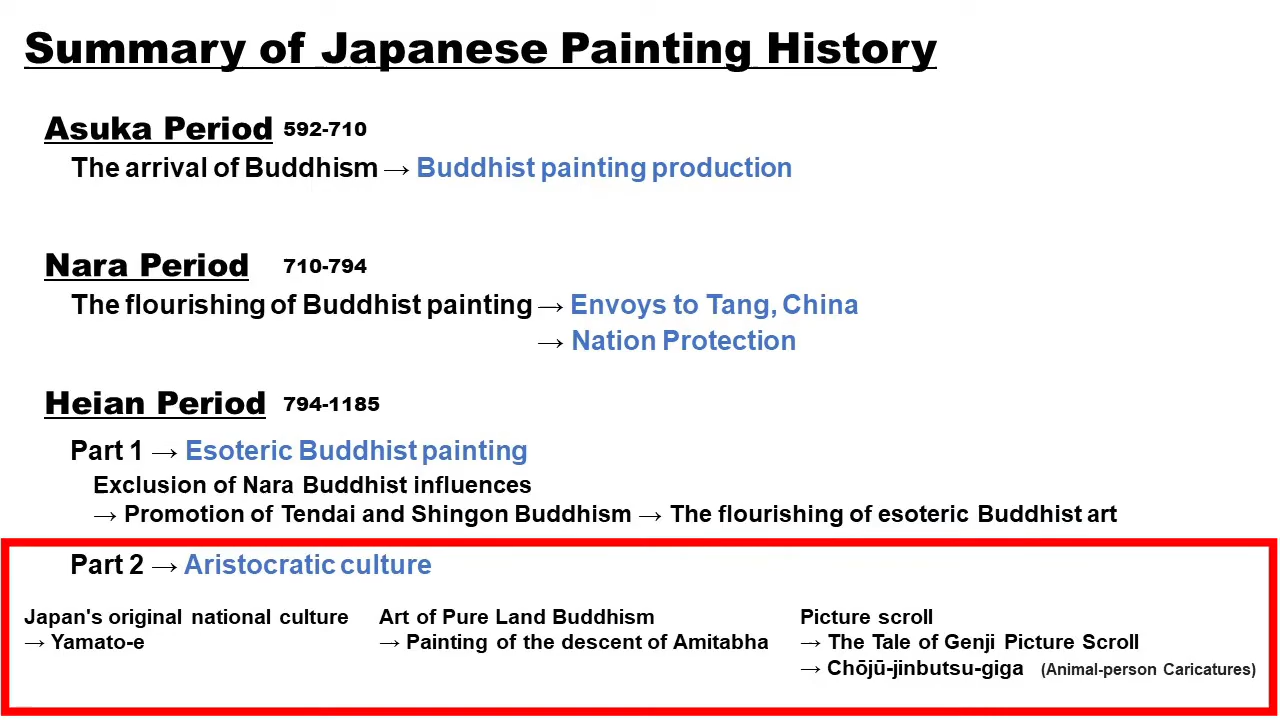 Summary of Japanese Painting History
Asuka Period 592-710
The arrival of Buddhism → Buddhist painting production
Nara Period 710-794
The flourishing of Buddhist painting → Envoys to Tang, China
→ Nation Protection
Heian Period 794-1185
Part 1 → Esoteric Buddhist painting
Exclusion of Nara Buddhist influences
→ Promotion of Tendai and Shingon Buddhism → The flourishing of esoteric Buddhist art
Part 2 → Aristocratic culture
Japan's original national culture
→ Yamato-e
Art of Pure Land Buddhism
→ Painting of the descent of Amitabha
Picture scroll
→ The Tale of Genji Picture Scroll
→ Chōjū-jinbutsu-giga (Animal-person Caricatures)